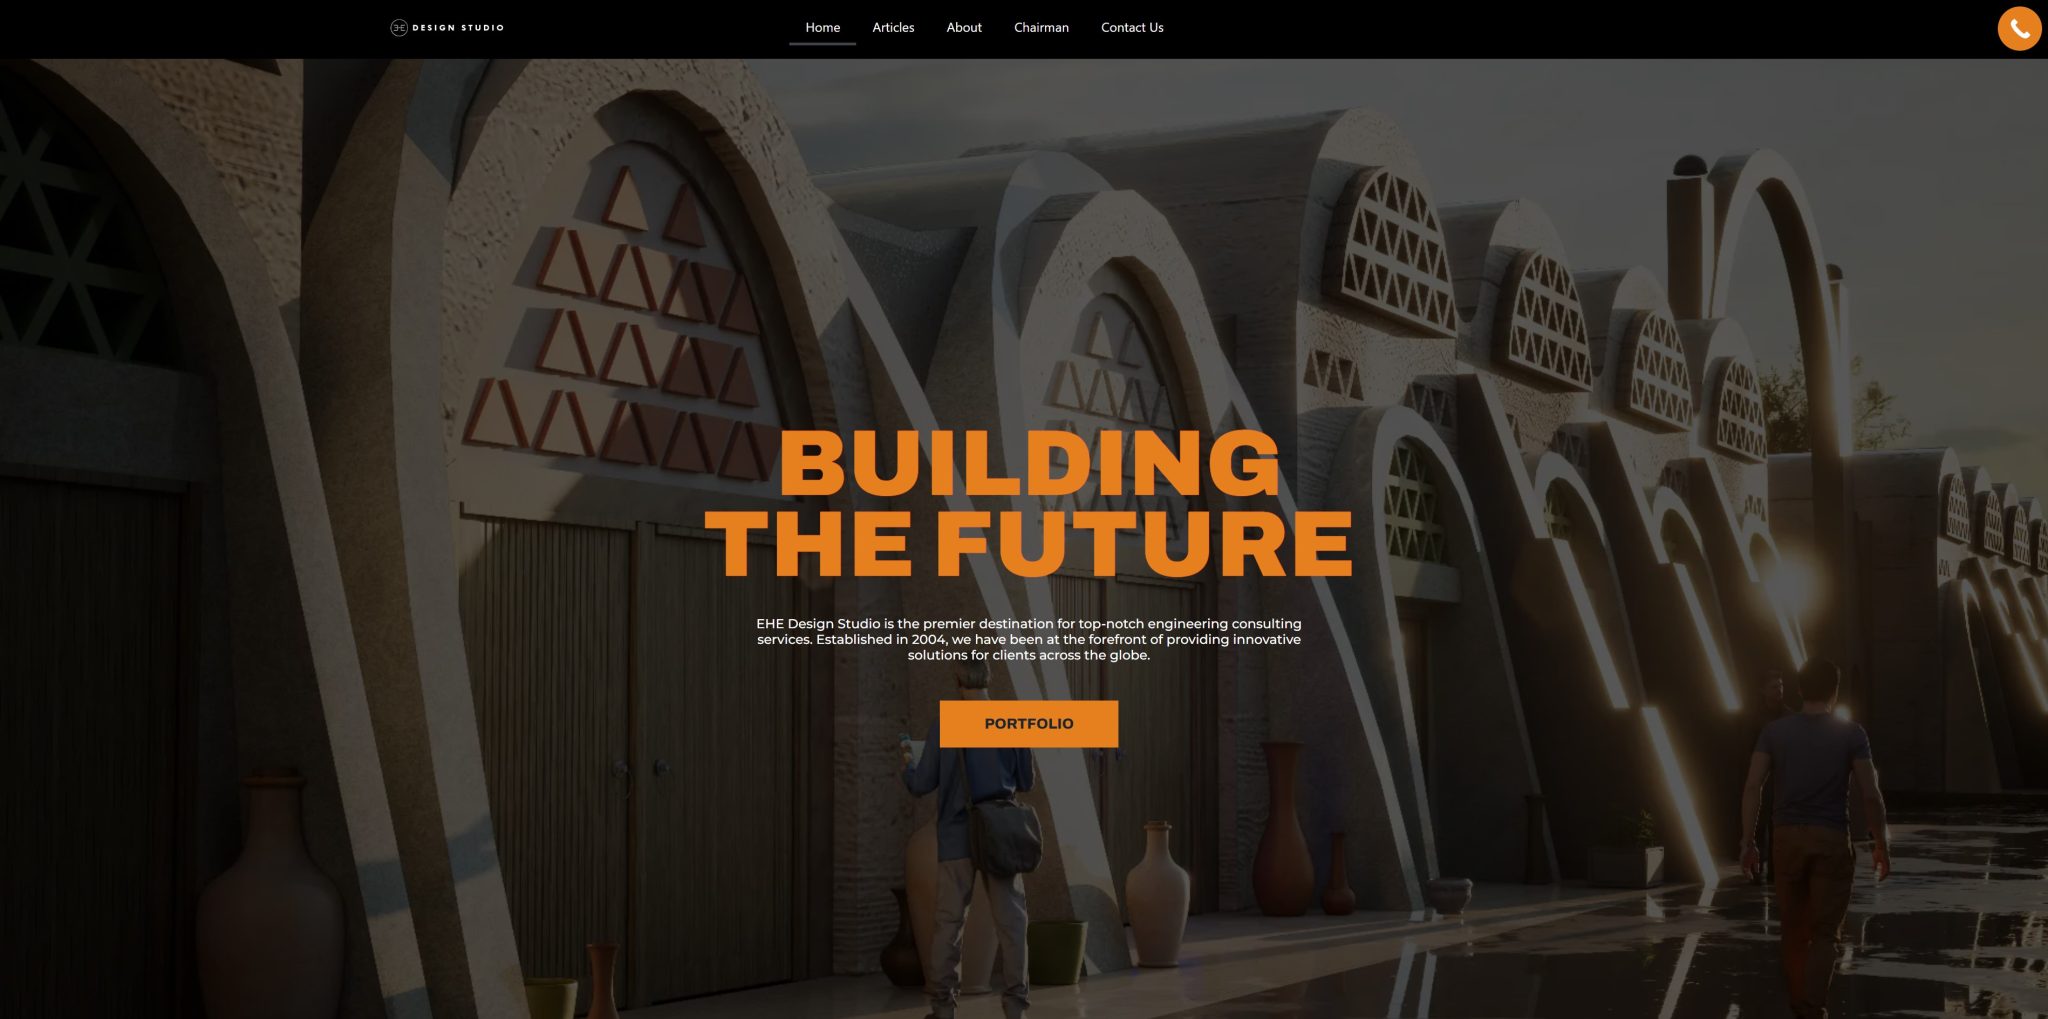 EHE DESIGN STUDIO
Home
Articles
About
Chairman
Contact Us
BUILDING
THE FUTURE
EHE Design Studio is the premier destination for top-notch engineering consulting
services. Established in 2004, we have been at the forefront of providing innovative
solutions for clients across the globe.
PORTFOLIO